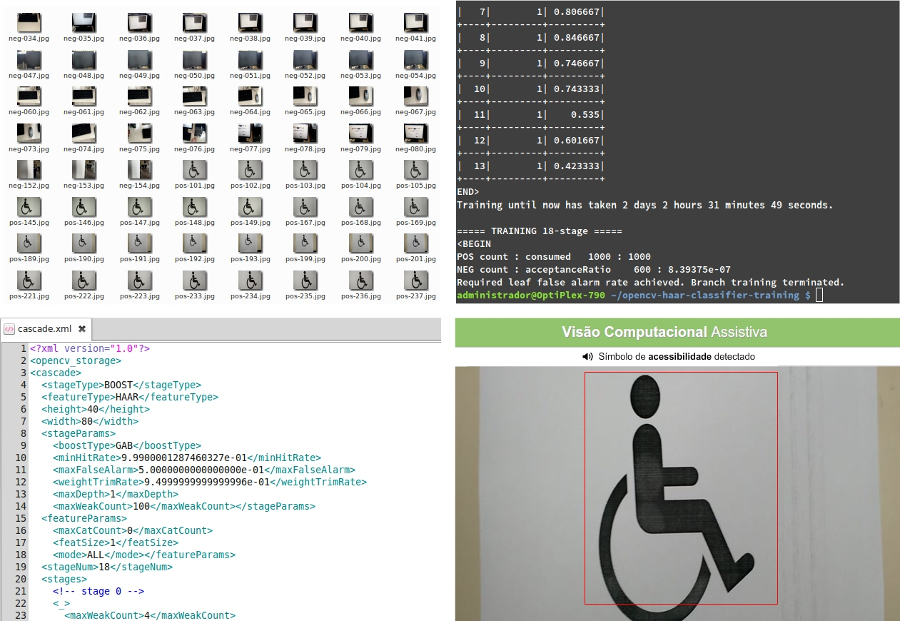 neg-034.jpg neg-035.jpg neg-036.jpg neg-037.jpg neg-038.jpg neg-039.jpg neg-040.jpg neg-041.jpg
neg-047.jpg neg-048.jpg neg-049.jpg neg-050.jpg neg-051.jpg neg-052.jpg neg-053.jpg neg-054.jpg
neg-060.jpg neg-061.jpg neg-062.jpg neg-063.jpg neg-064.jpg neg-065.jpg neg-066.jpg neg-067.jpg
neg-073.jpg neg-074.jpg neg-075.jpg neg-076.jpg neg-077.jpg neg-078.jpg neg-079.jpg neg-080.jpg
neg-152.jpg neg-153.jpg neg-154.jpg pos-101.jpg pos-102.jpg pos-103.jpg pos-104.jpg pos-105.jpg
pos-145.jpg pos-146.jpg pos-147.jpg pos-148.jpg pos-149.jpg pos-167.jpg pos-168.jpg pos-169.jpg
pos-189.jpg pos-190.jpg pos-191.jpg pos-192.jpg pos-193.jpg pos-199.jpg pos-200.jpg pos-201.jpg
pos-221.jpg pos-222.jpg pos-223.jpg pos-233.jpg pos-234.jpg pos-235.jpg pos-236.jpg pos-237.jpg
| 7| 1| 0.806667|
+----+---------+---------+
| 8| 1| 0.846667|
+----+---------+---------+
| 9| 1| 0.746667|
+----+---------+---------+
| 10| 1| 0.743333|
+----+---------+---------+
| 11| 1| 0.535|
+----+---------+---------+
| 12| 1| 0.601667|
+----+---------+---------+
| 13| 1| 0.423333|
+----+---------+---------+
END>
Training until now has taken 2 days 2 hours 31 minutes 49 seconds.
===== TRAINING 18-stage =====
<BEGIN
POS count : consumed 1000 : 1000
NEG count : acceptanceRatio 600 : 8.39375e-07
Required leaf false alarm rate achieved. Branch training terminated.
administrador@OptiPlex-790 ~/opencv-haar-classifier-training $
cascade.xml
1 <?xml version="1.0"?>
2 <opencv_storage>
3 <cascade>
4 <stageType>BOOST</stageType>
5 <featureType>HAAR</featureType>
6 <height>40</height>
7 <width>80</width>
8 <stageParams>
9 <boostType>GAB</boostType>
10 <minHitRate>9.9900001287460327e-01</minHitRate>
11 <maxFalseAlarm>5.0000000000000000e-01</maxFalseAlarm>
12 <weightTrimRate>9.4999999999999996e-01</weightTrimRate>
13 <maxDepth>1</maxDepth>
14 <maxWeakCount>100</maxWeakCount></stageParams>
15 <featureParams>
16 <maxCatCount>0</maxCatCount>
17 <featSize>1</featSize>
18 <mode>ALL</mode></featureParams>
19 <stageNum>18</stageNum>
20 <stages>
21 <!-- stage 0 -->
22 <_>
23 <maxWeakCount>4</maxWeakCount>
Visão Computacional Assistiva
Símbolo de acessibilidade detectado